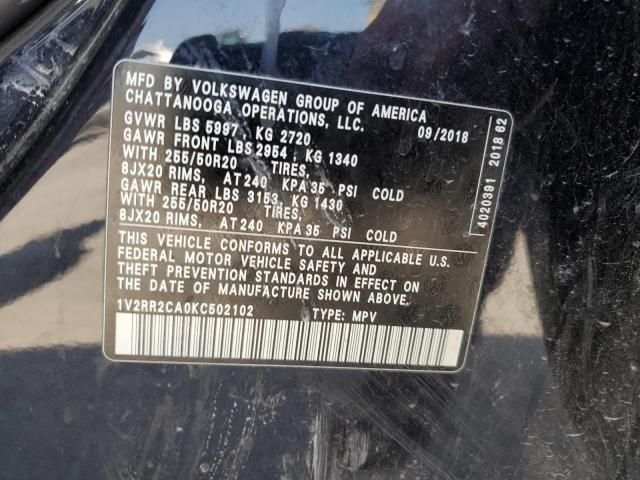 MFD BY VOLKSWAGEN GROUP OF AMERICA
CHATTANOOGA OPERATIONS, LLC.
09/2018
GVWR LBS 5997, KG 2720
GAWR FRONT LBS 2954, KG 1340
WITH 255/50R20 TIRES,
8JX20 RIMS, AT 240 KPA 35 PSI COLD
GAWR REAR LBS 3153, KG 1430
WITH 255/50R20 TIRES,
8JX20 RIMS, AT 240 KPA 35 PSI COLD
THIS VEHICLE CONFORMS TO ALL APPLICABLE U.S.
FEDERAL MOTOR VEHICLE SAFETY AND
THEFT PREVENTION STANDARDS IN EFFECT ON
THE DATE OF MANUFACTURE SHOWN ABOVE.
1V2RR2CA0KC502102 TYPE: MPV
4020391 2018 62